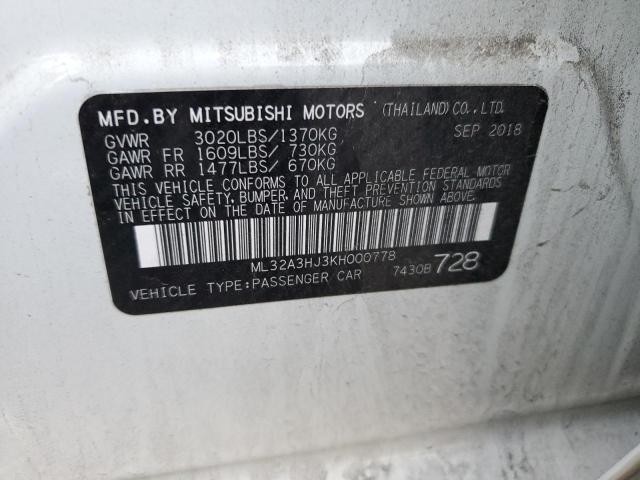 MFD. BY MITSUBISHI MOTORS (THAILAND) CO., LTD.
GVWR 3020LBS/1370KG SEP 2018
GAWR FR 1609LBS/ 730KG
GAWR RR 1477LBS/ 670KG
THIS VEHICLE CONFORMS TO ALL APPLICABLE FEDERAL MOTOR
VEHICLE SAFETY, BUMPER, AND THEFT PREVENTION STANDARDS
IN EFFECT ON THE DATE OF MANUFACTURE SHOWN ABOVE.
ML32A3HJ3KH000778
VEHICLE TYPE:PASSENGER CAR 7430B 728